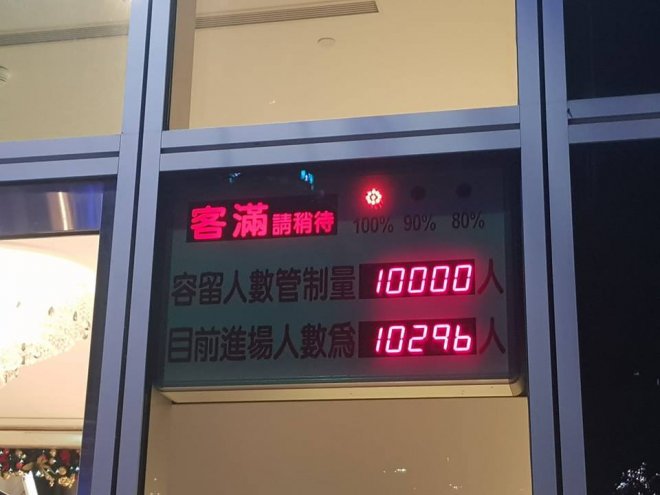 客滿請稍待
100% 90% 80%
容留人數管制量 10000 人
目前進場人數為 10296 人